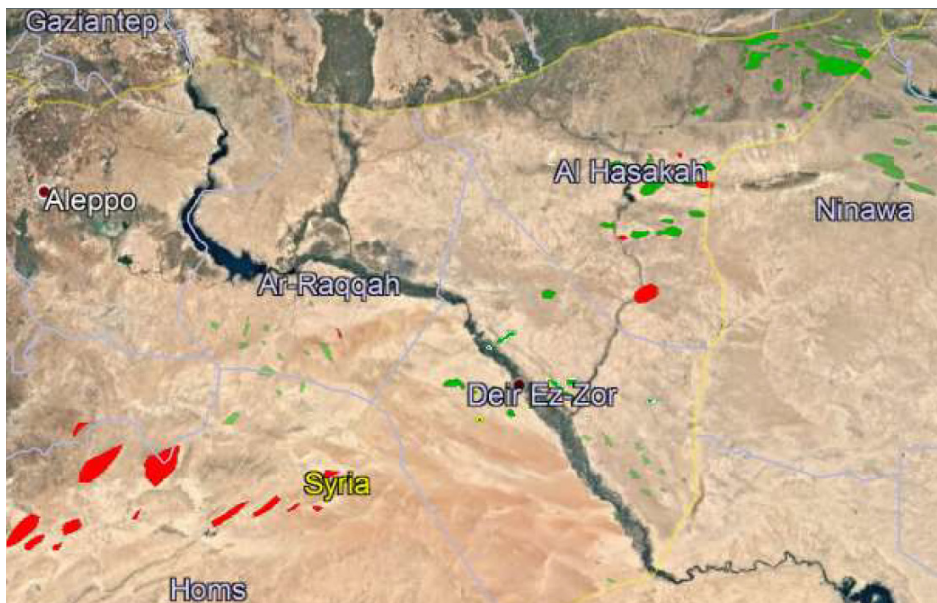 Gaziantep
Al Hasakah
Aleppo
Ninawa
Ar-Raqqah
Deir Ez-Zor
Syria
Homs